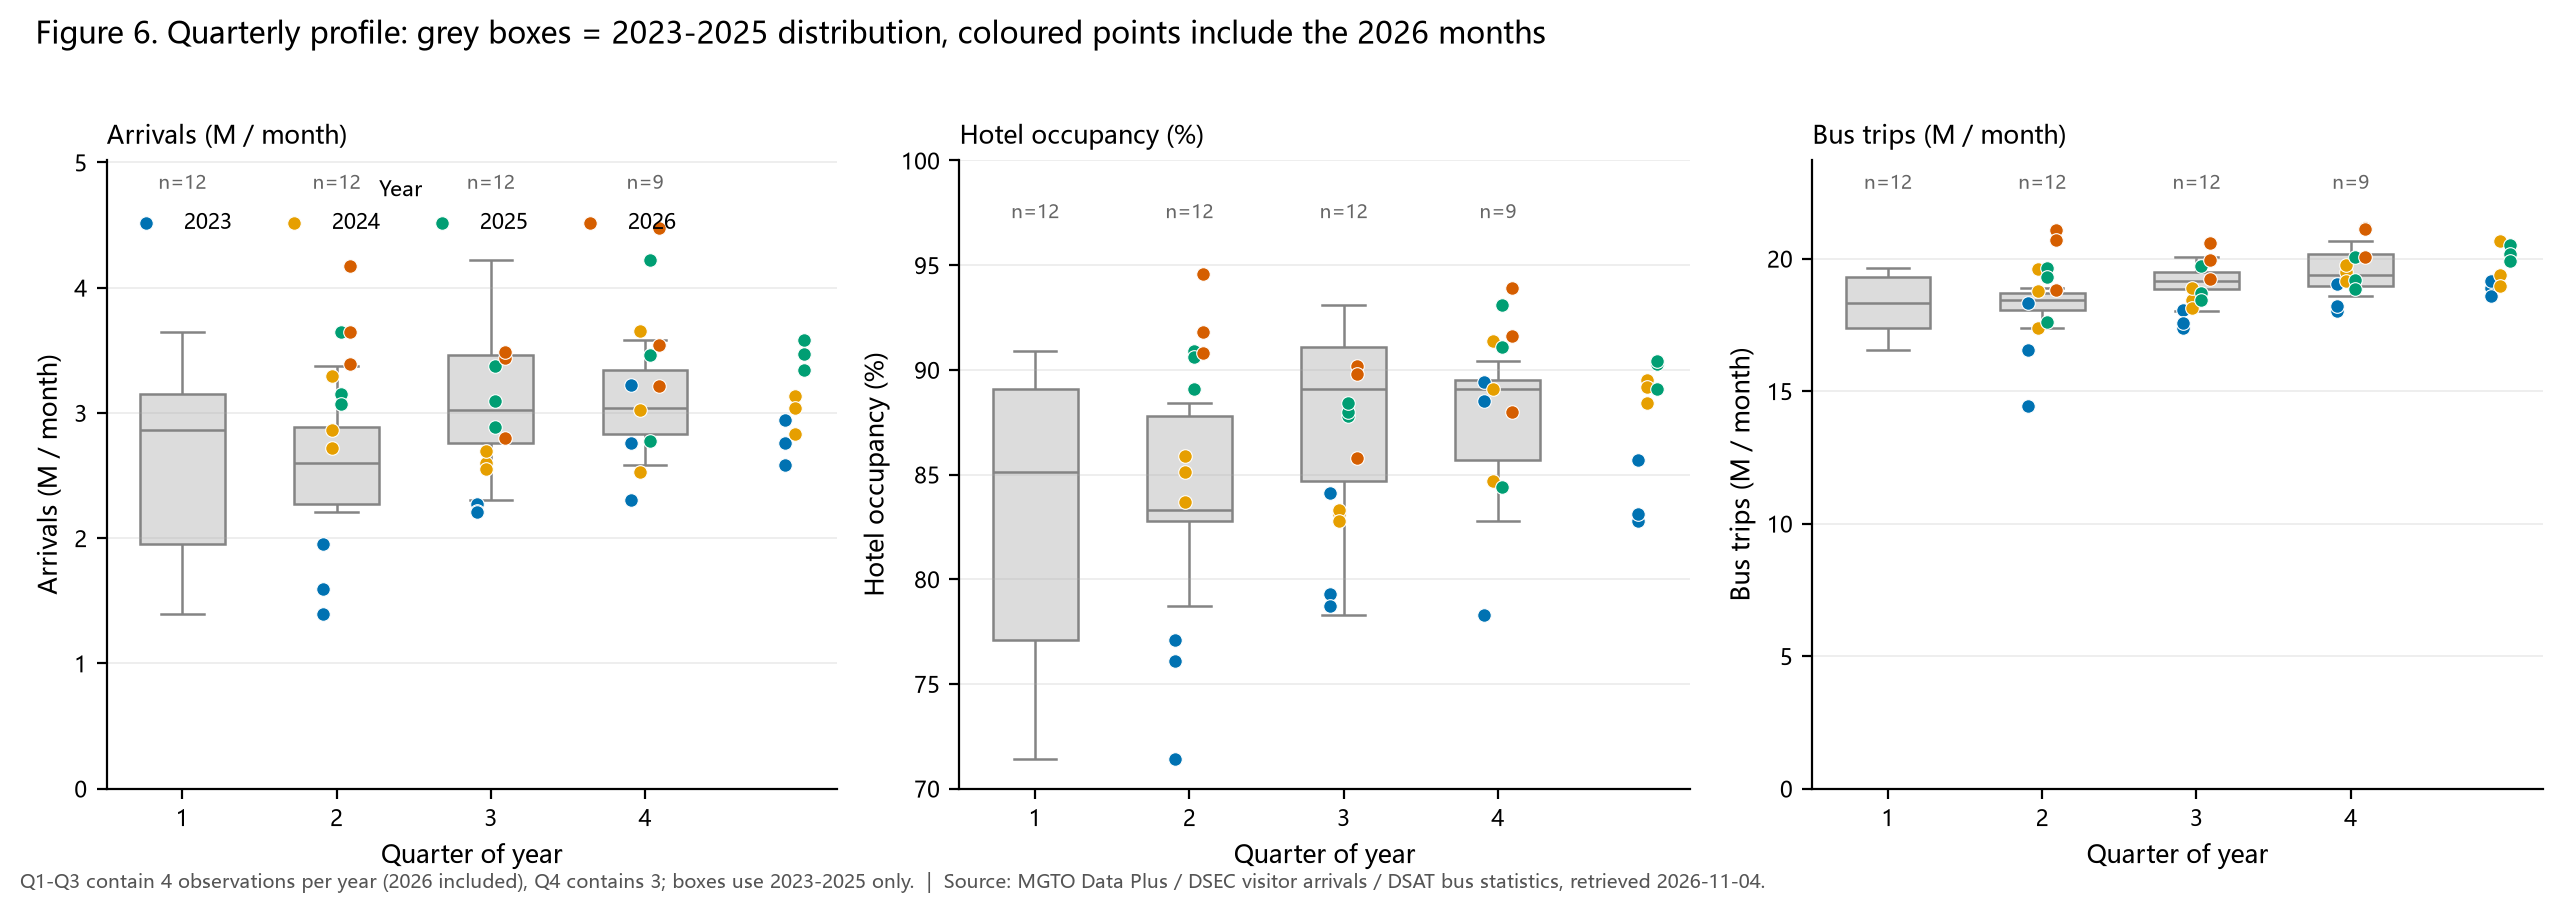 Figure 6. Quarterly profile: grey boxes = 2023-2025 distribution, coloured points include the 2026 months
Arrivals (M / month)
n=12 n=12 n=12 n=9
Year
2023 2024 2025 2026
5
4
3
2
1
0
Arrivals (M / month)
1 2 3 4
Quarter of year
Hotel occupancy (%)
n=12 n=12 n=12 n=9
100
95
90
85
80
75
70
Hotel occupancy (%)
1 2 3 4
Quarter of year
Bus trips (M / month)
n=12 n=12 n=12 n=9
20
15
10
5
0
Bus trips (M / month)
1 2 3 4
Quarter of year
Q1-Q3 contain 4 observations per year (2026 included), Q4 contains 3; boxes use 2023-2025 only. | Source: MGTO Data Plus / DSEC visitor arrivals / DSAT bus statistics, retrieved 2026-11-04.